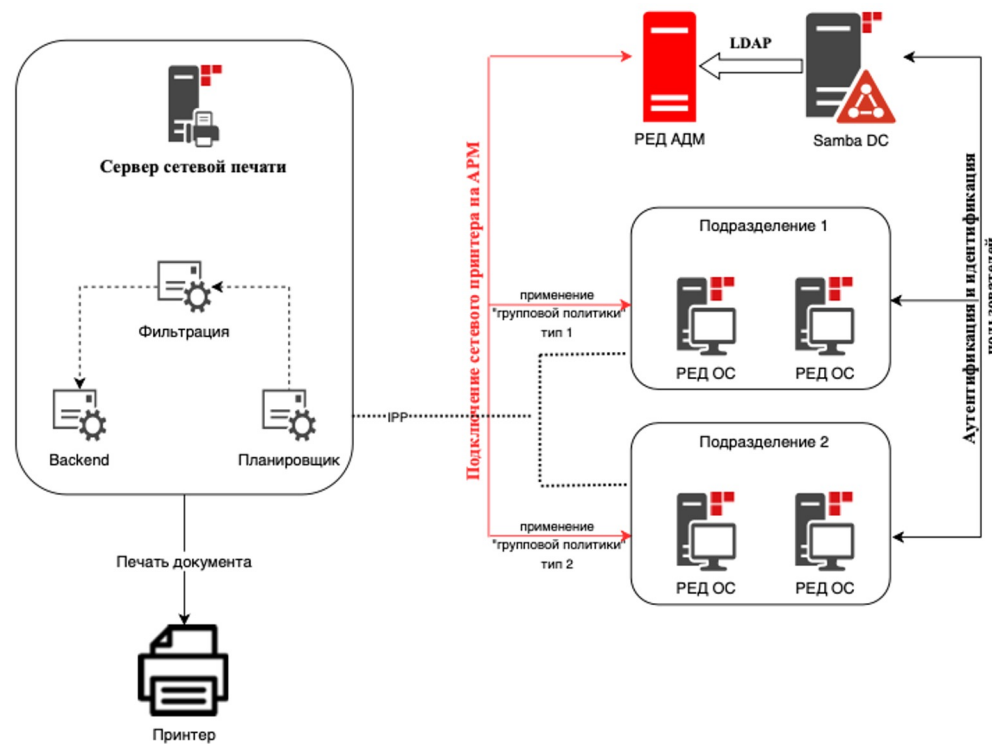 Сервер сетевой печати
Фильтрация
Backend
Планировщик
Печать документа
Принтер
IPP
Подключение сетевого принтера на АРМ
LDAP
РЕД АДМ
Samba DC
Подразделение 1
применение
"групповой политики"
тип 1
РЕД ОС
РЕД ОС
Подразделение 2
применение
"групповой политики"
тип 2
РЕД ОС
РЕД ОС
Аутентификация и идентификация
пользователей